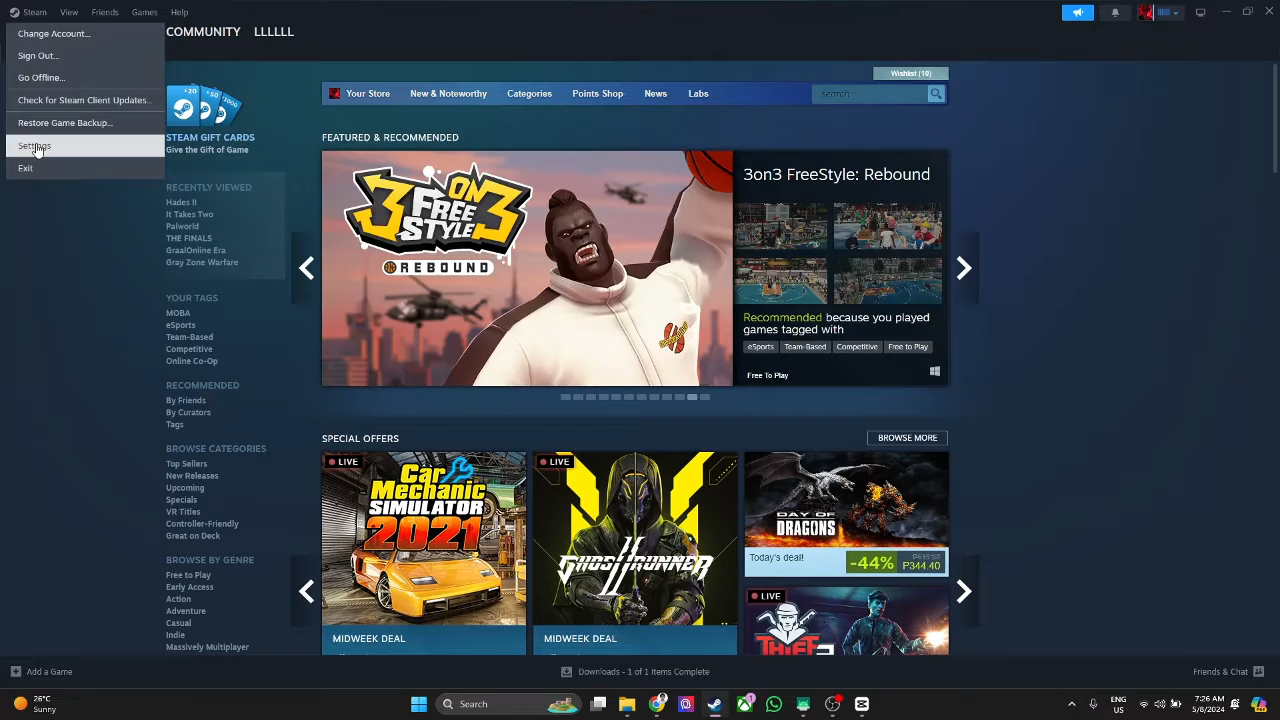 Steam View Friends Games Help
Change Account...
Sign Out...
Go Offline...
Check for Steam Client Updates...
Restore Game Backup...
Settings
Exit
COMMUNITY LLLLLL
Wishlist (10)
Your Store New & Noteworthy Categories Points Shop News Labs search
STEAM GIFT CARDS
Give the Gift of Game
RECENTLY VIEWED
Hades II
It Takes Two
Palworld
THE FINALS
GraalOnline Era
Gray Zone Warfare
YOUR TAGS
MOBA
eSports
Team-Based
Competitive
Online Co-Op
RECOMMENDED
By Friends
By Curators
Tags
BROWSE CATEGORIES
Top Sellers
New Releases
Upcoming
Specials
VR Titles
Controller-Friendly
Great on Deck
BROWSE BY GENRE
Free to Play
Early Access
Action
Adventure
Casual
Indie
Massively Multiplayer
FEATURED & RECOMMENDED
3 ON 3
FREE STYLE
REBOUND
3on3 FreeStyle: Rebound
Recommended because you played
games tagged with
eSports Team-Based Competitive Free to Play
Free To Play
SPECIAL OFFERS
BROWSE MORE
LIVE
Car
Mechanic
SIMULATOR
2021
MIDWEEK DEAL
LIVE
GHOSTRUNNER
II
MIDWEEK DEAL
DAY OF
DRAGONS
Today's deal!
-44%
P344.40
LIVE
THIEF
Add a Game
Downloads - 1 of 1 Items Complete
Friends & Chat
26°C
Sunny
Search
ENG
US
7:26 AM
5/8/2024